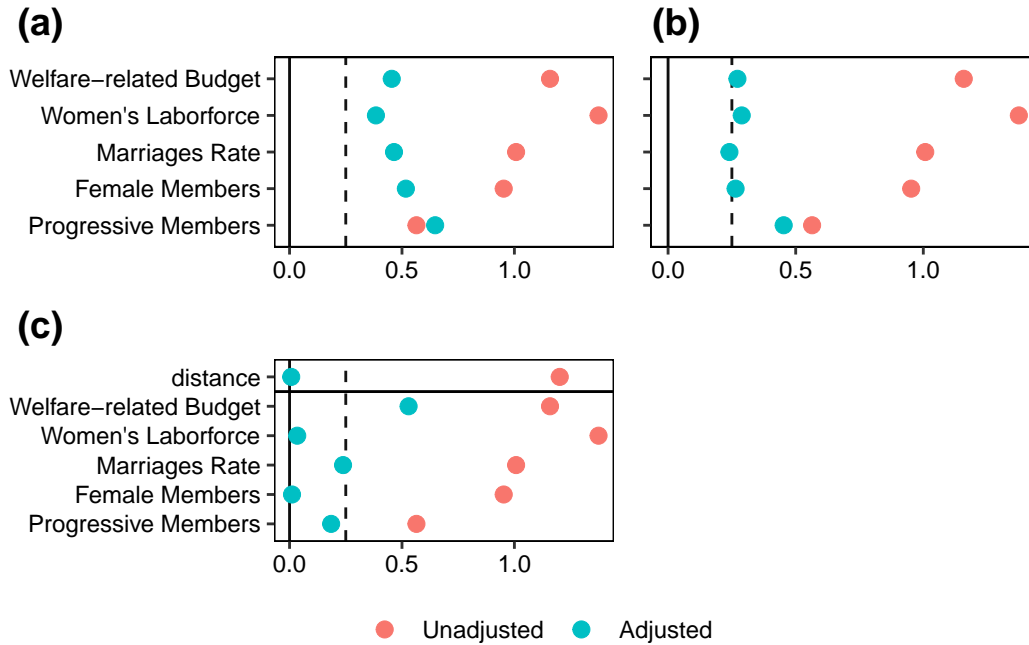 (a)
(b)
Welfare−related Budget
Women's Laborforce
Marriages Rate
Female Members
Progressive Members
0.0 0.5 1.0
0.0 0.5 1.0
(c)
distance
Welfare−related Budget
Women's Laborforce
Marriages Rate
Female Members
Progressive Members
0.0 0.5 1.0
Unadjusted Adjusted